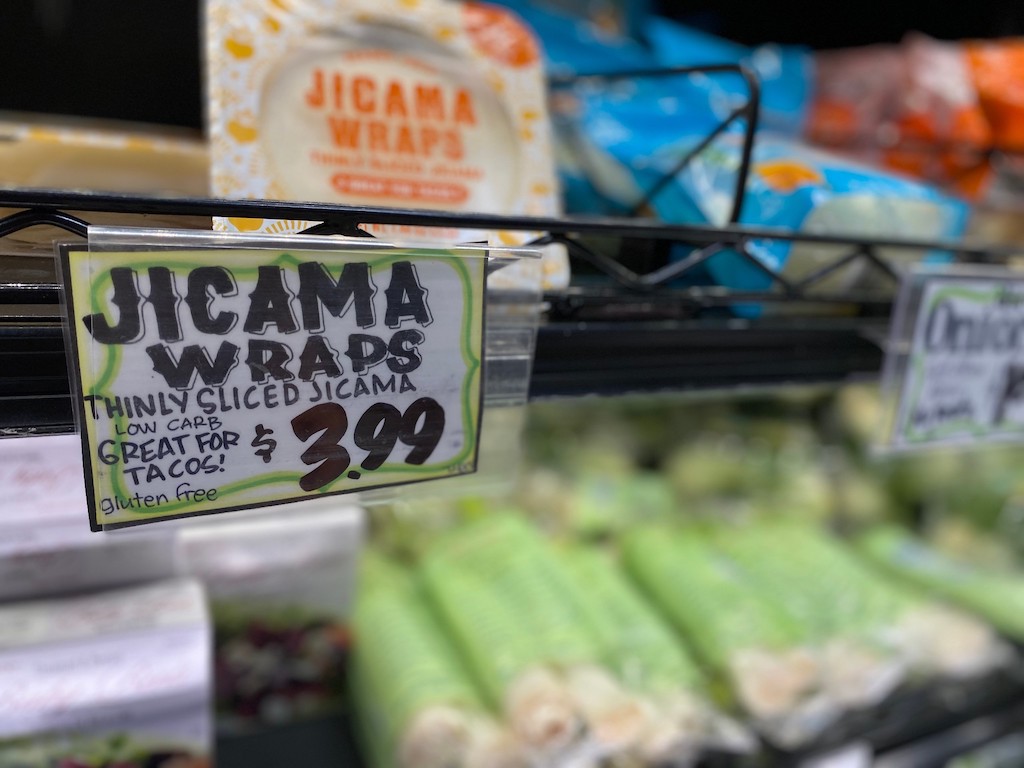 JICAMA
WRAPS
THINLY SLICED JICAMA
JICAMA
WRAPS
THINLY SLICED JICAMA
LOW CARB
GREAT FOR
TACOS!
$3.99
gluten free